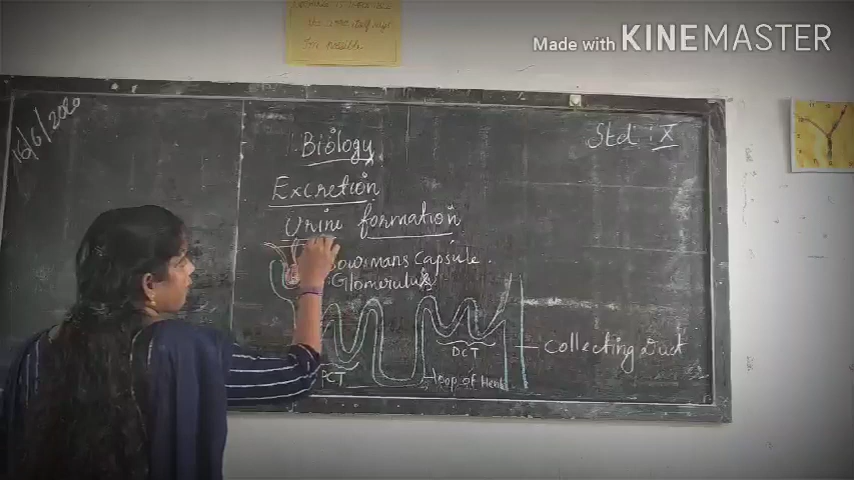 Made with KINEMASTER
16/6/2020
Std : X
Biology
Excretion
Urine formation
Bowmans Capsule.
Glomerulus
Collecting Duct
DCT
PCT
loop of Henle